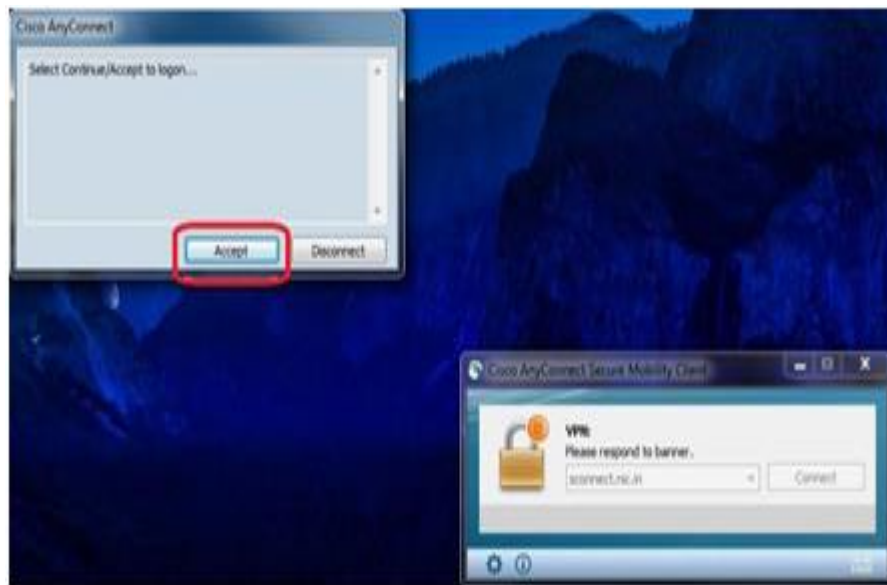 Cisco AnyConnect
Select Continue/Accept to logon...
Accept
Disconnect
Cisco AnyConnect Secure Mobility Client
VPN:
Please respond to banner.
sconnect.nic.in
Connect